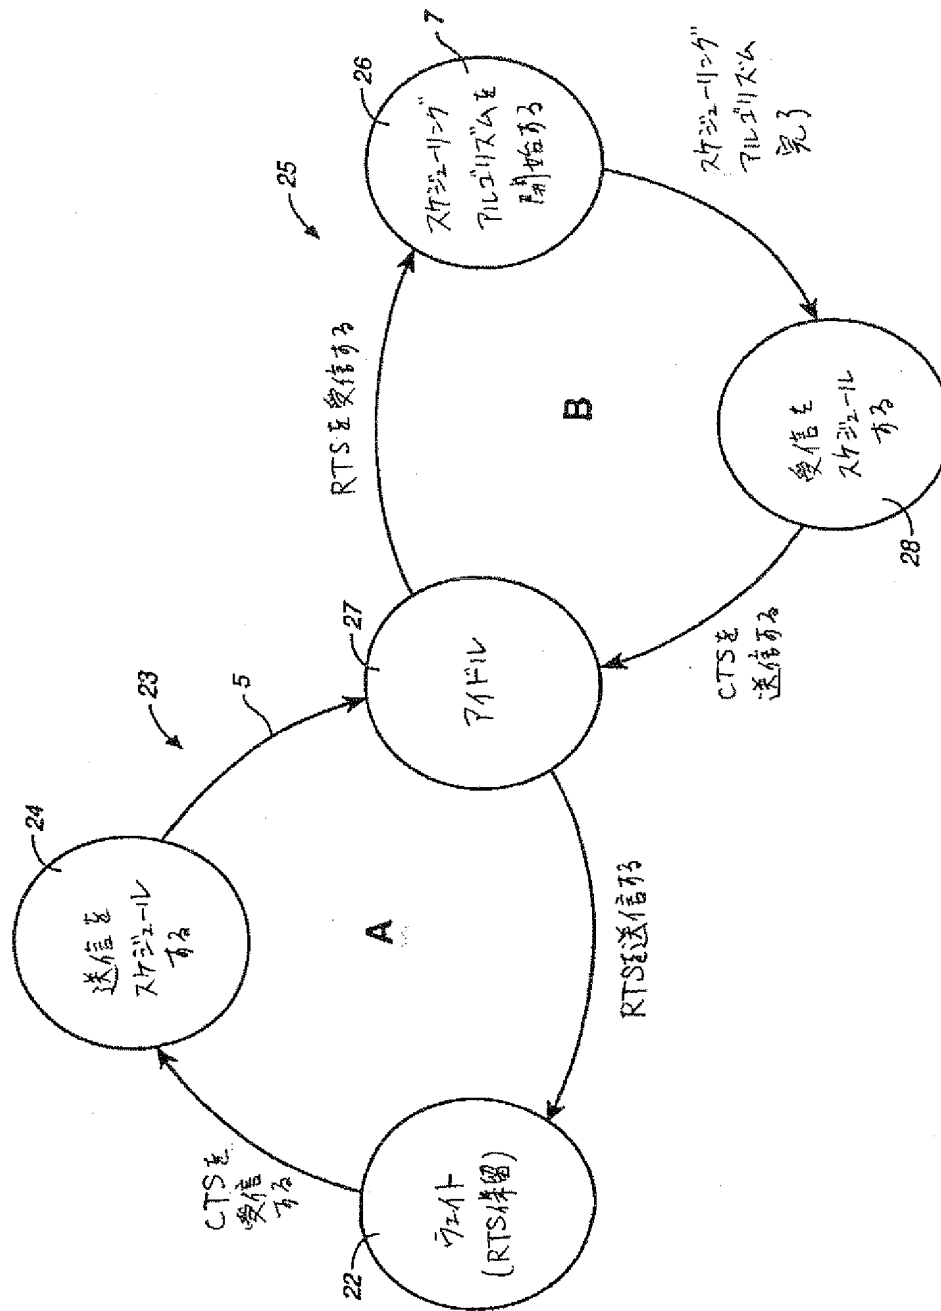 24
送信を
スケジュール
する
23
5
CTSを
受信
する
A
22
ウェイト
(RTS保留)
27
アイドル
RTSを送信する
RTSを受信する
25
26
7
スケジューリング
アルゴリズムを
開始する
B
スケジューリング
アルゴリズム
完了
CTSを
送信する
受信を
スケジュール
する
28